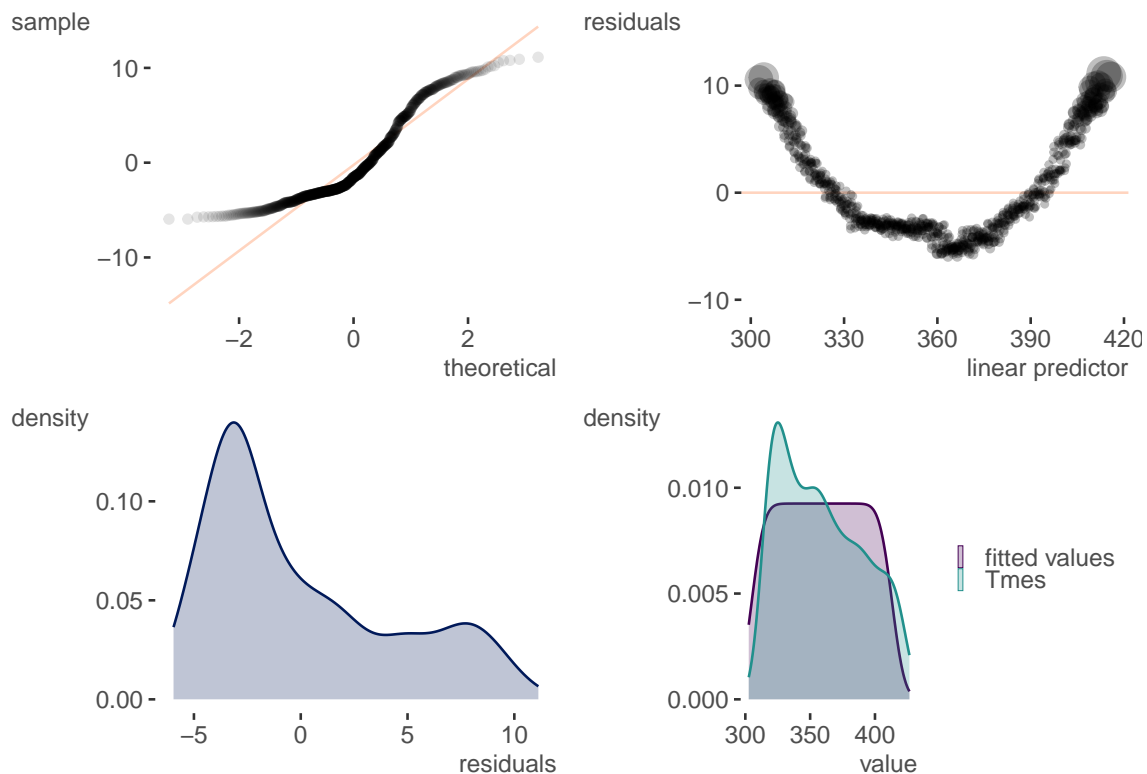 sample
10
0
−10
−2 0 2
theoretical
residuals
10
0
−10
300 330 360 390 420
linear predictor
density
0.10
0.05
0.00
−5 0 5 10
residuals
density
0.010
0.005
0.000
300 350 400
value
fitted values
Tmes